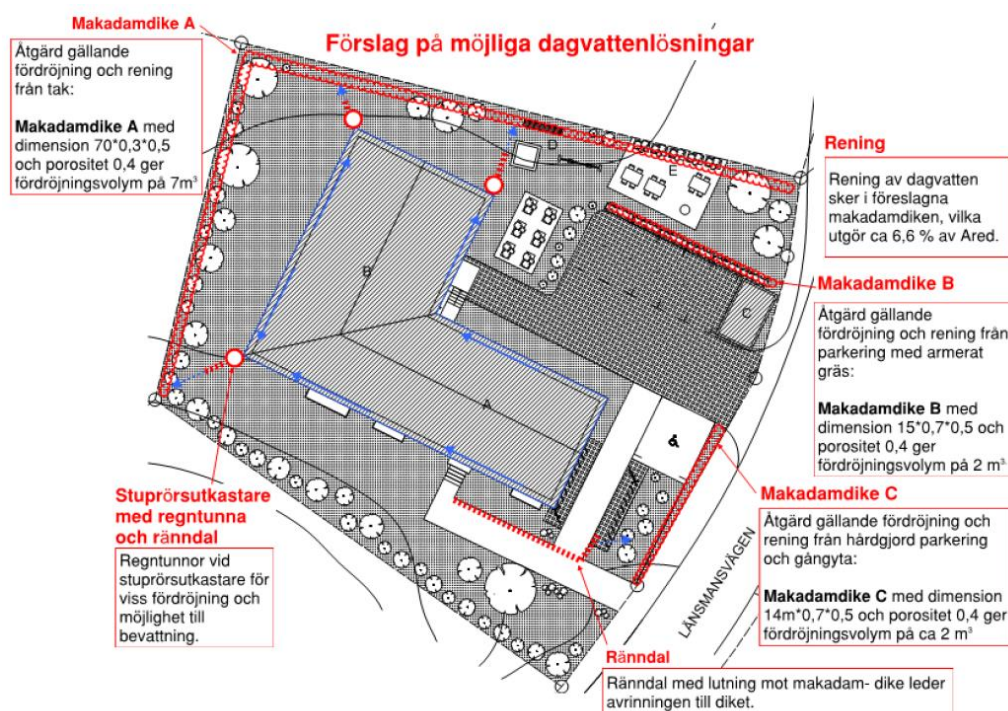 Förslag på möjliga dagvattenlösningar
Makadamdike A
Åtgärd gällande
fördröjning och rening
från tak:
Makadamdike A med
dimension 70*0,3*0,5
och porositet 0,4 ger
fördröjningsvolym på 7m³
Rening
Rening av dagvatten
sker i föreslagna
makadamdiken, vilka
utgör ca 6,6 % av Ared.
Makadamdike B
Åtgärd gällande
fördröjning och rening från
parkering med armerat
gräs:
Makadamdike B med
dimension 15*0,7*0,5 och
porositet 0,4 ger
fördröjningsvolym på 2 m³
Makadamdike C
Åtgärd gällande fördröjning och
rening från hårdgjord parkering
och gångyta:
Makadamdike C med dimension
14m*0,7*0,5 och porositet 0,4 ger
fördröjningsvolym på ca 2 m³
Stuprörsutkastare
med regntunna
och ränndal
Regntunnor vid
stuprörsutkastare för
viss fördröjning och
möjlighet till
bevattning.
Ränndal
Ränndal med lutning mot makadam- dike leder
avrinningen till diket.
LÄNSMANSVÄGEN
D
E
B
C
A